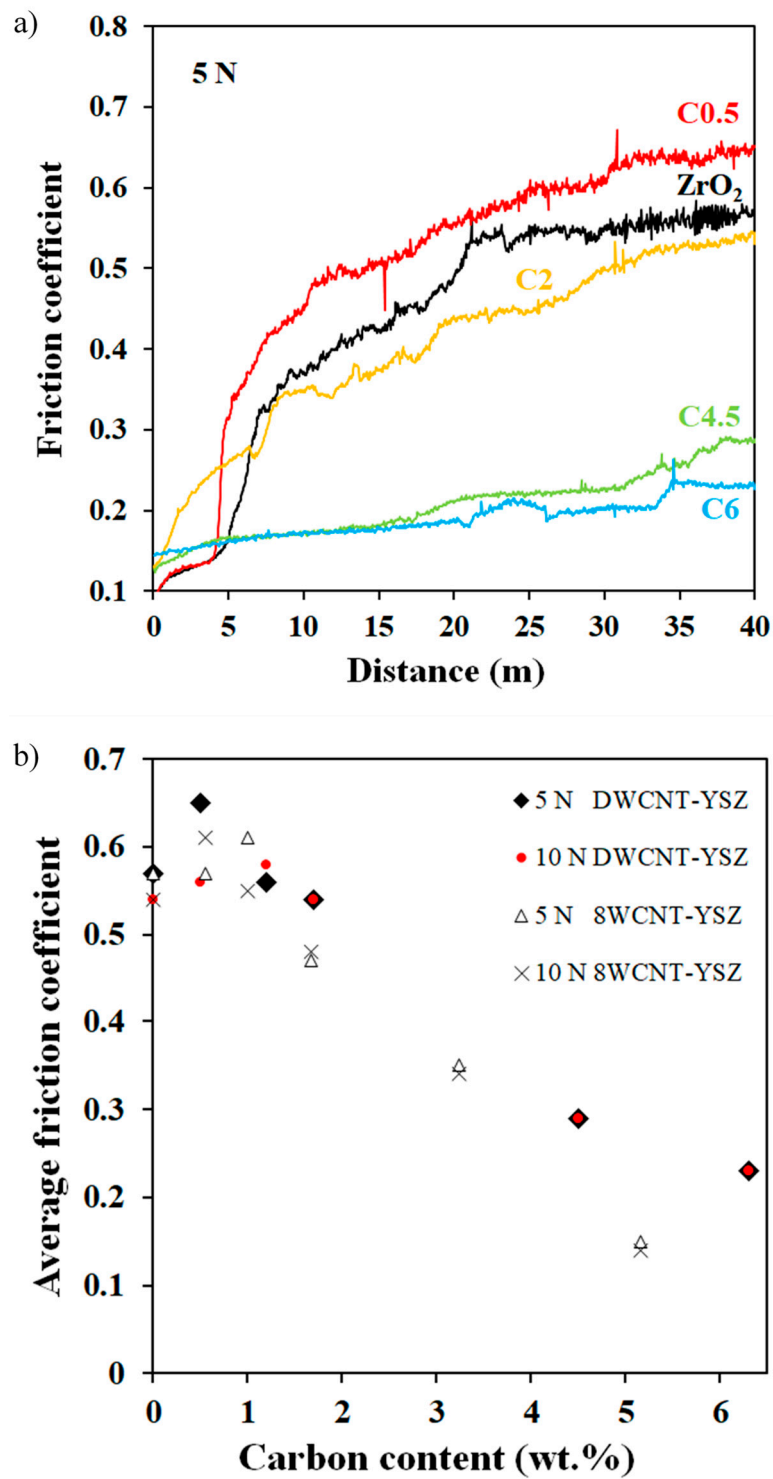 a)
0.8
0.7
0.6
0.5
0.4
0.3
0.2
0.1
Friction coefficient
5 N
C0.5
ZrO2
C2
C4.5
C6
0 5 10 15 20 25 30 35 40
Distance (m)
b)
0.7
0.6
0.5
0.4
0.3
0.2
0.1
0
Average friction coefficient
5 N DWCNT-YSZ
10 N DWCNT-YSZ
5 N 8WCNT-YSZ
10 N 8WCNT-YSZ
0 1 2 3 4 5 6
Carbon content (wt.%)